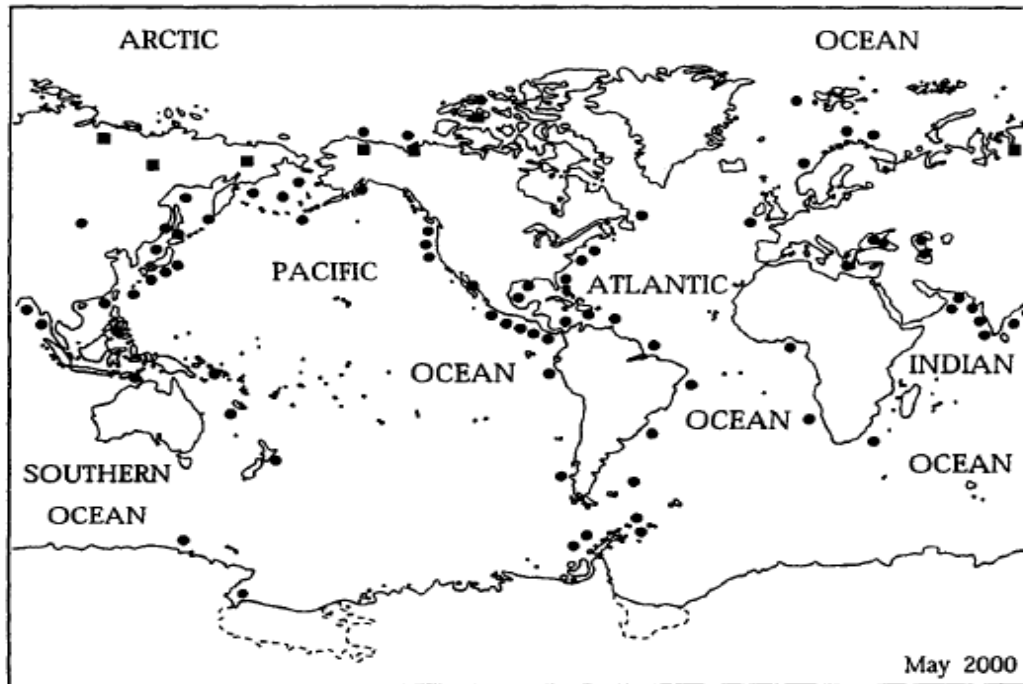 ARCTIC
OCEAN
PACIFIC
ATLANTIC
OCEAN
INDIAN
OCEAN
SOUTHERN
OCEAN
OCEAN
May 2000